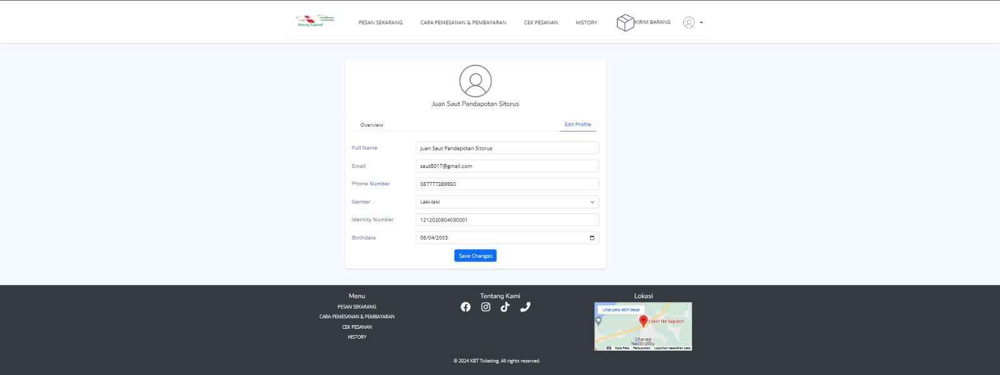 Bintang Tapanuli
PESAN SEKARANG
CARA PEMESANAN & PEMBAYARAN
CEK PESANAN
HISTORY
KIRIM BARANG
Juan Saut Pandapotan Sitorus
Overview
Edit Profile
Full Name
Juan Saut Pandapotan Sitorus
Email
saut8017@gmail.com
Phone Number
087777389950
Gender
Laki-laki
Identity Number
1212020804030001
Birthdate
08/04/2003
Save Changes
Menu
PESAN SEKARANG
CARA PEMESANAN & PEMBAYARAN
CEK PESANAN
HISTORY
Tentang Kami
Lokasi
Lihat peta lebih besar
Loket kbt laguboti
Sibarani
Nasampulu
Data Peta
Persyaratan
Laporkan kesalahan peta
© 2024 KBT Ticketing. All rights reserved.